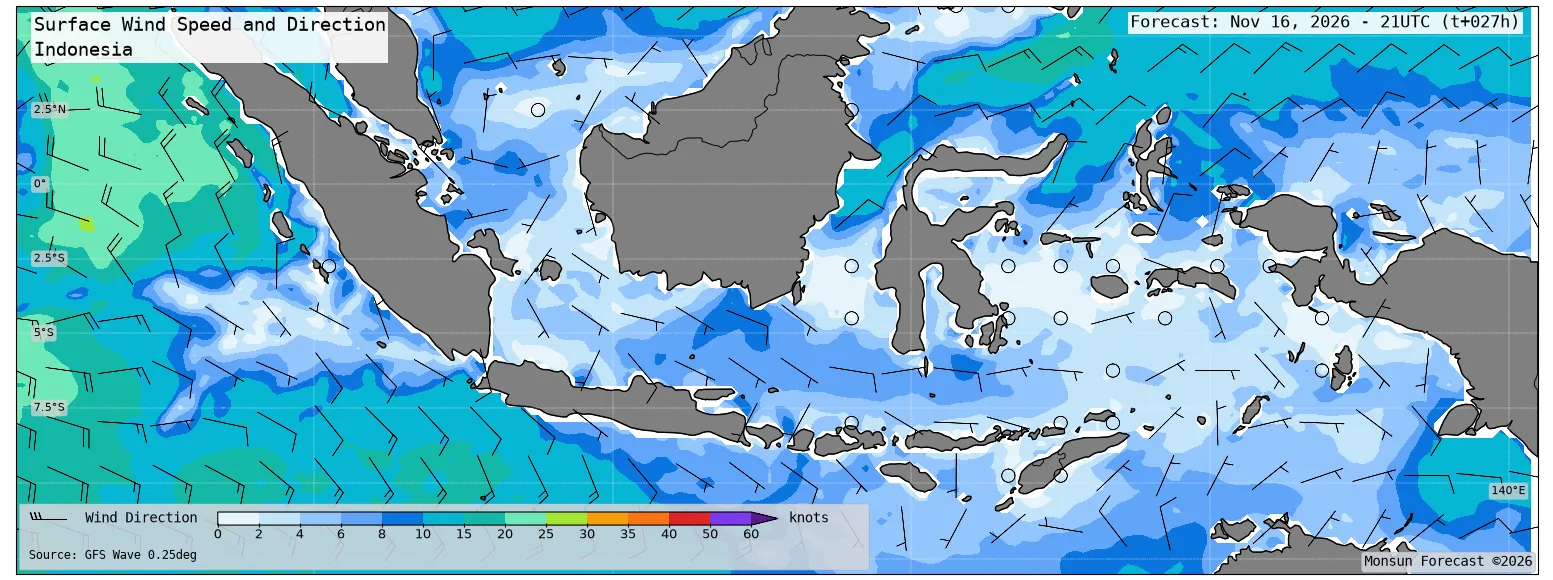 Surface Wind Speed and Direction
Indonesia
Forecast: Nov 16, 2026 - 21UTC (t+027h)
2.5°N
0°
2.5°S
5°S
7.5°S
140°E
Wind Direction
0 2 4 6 8 10 15 20 25 30 35 40 50 60
knots
Source: GFS Wave 0.25deg
Monsun Forecast ©2026